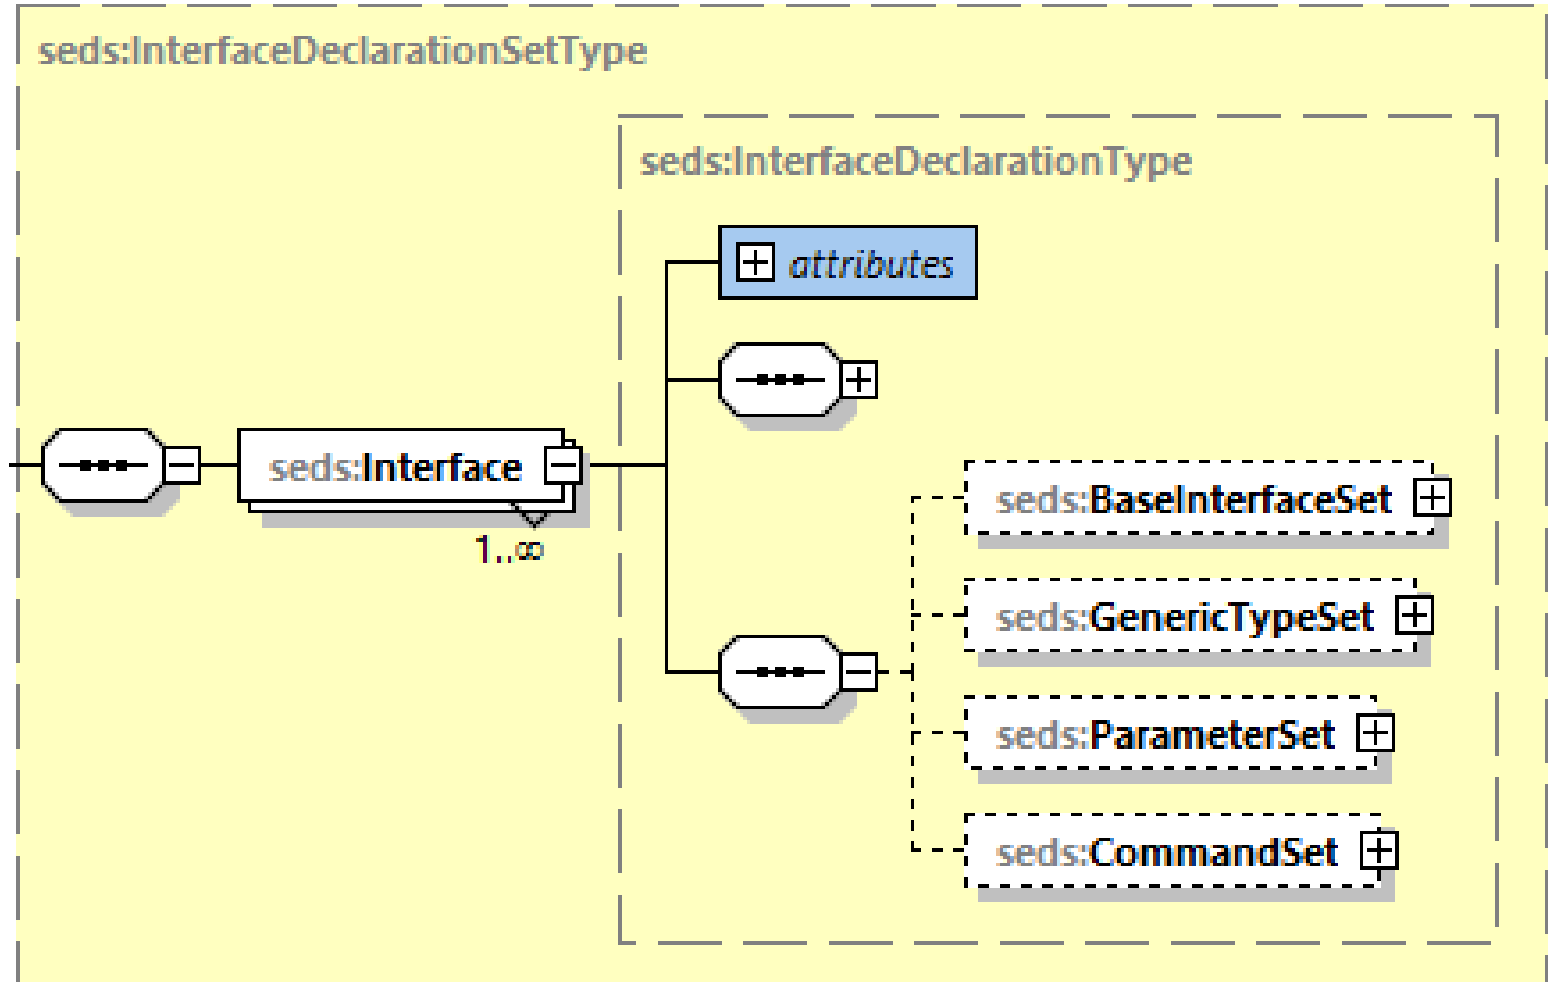 seds:InterfaceDeclarationSetType
seds:InterfaceDeclarationType
attributes
seds:Interface
1..∞
seds:BaseInterfaceSet
seds:GenericTypeSet
seds:ParameterSet
seds:CommandSet